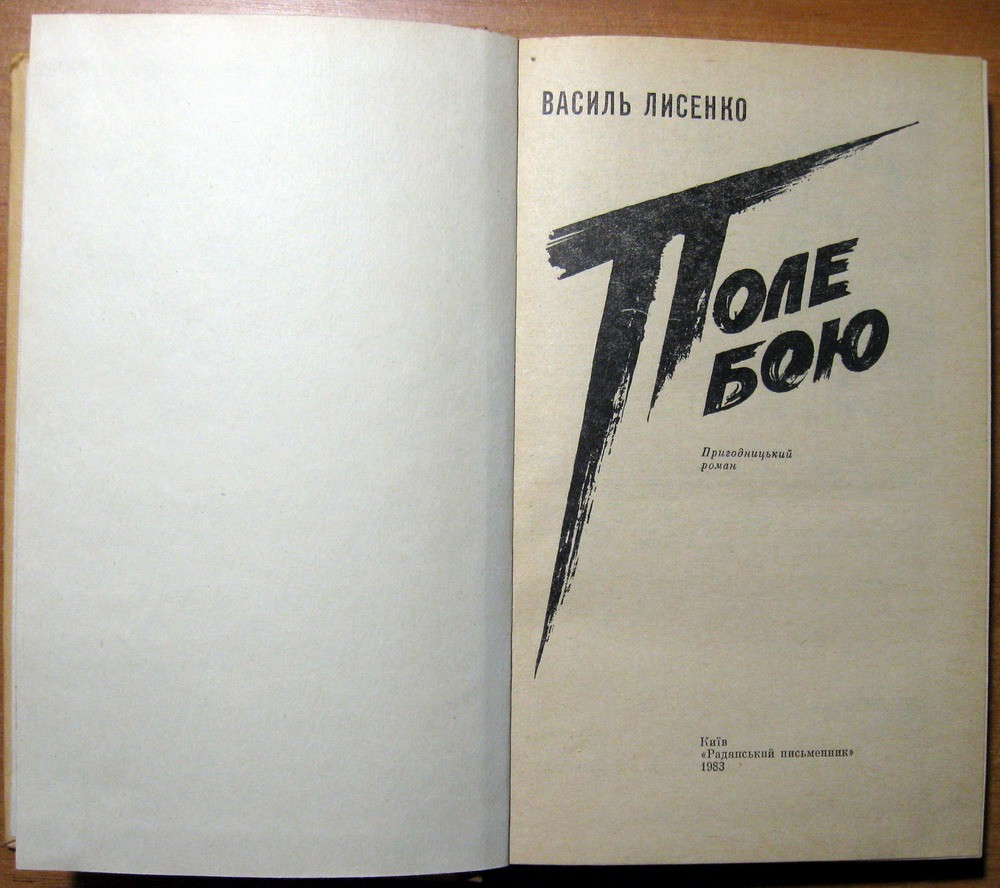 ВАСИЛЬ ЛИСЕНКО
ПОЛЕ
БОЮ
Пригодницький
роман
Київ
«Радянський письменник»
1983